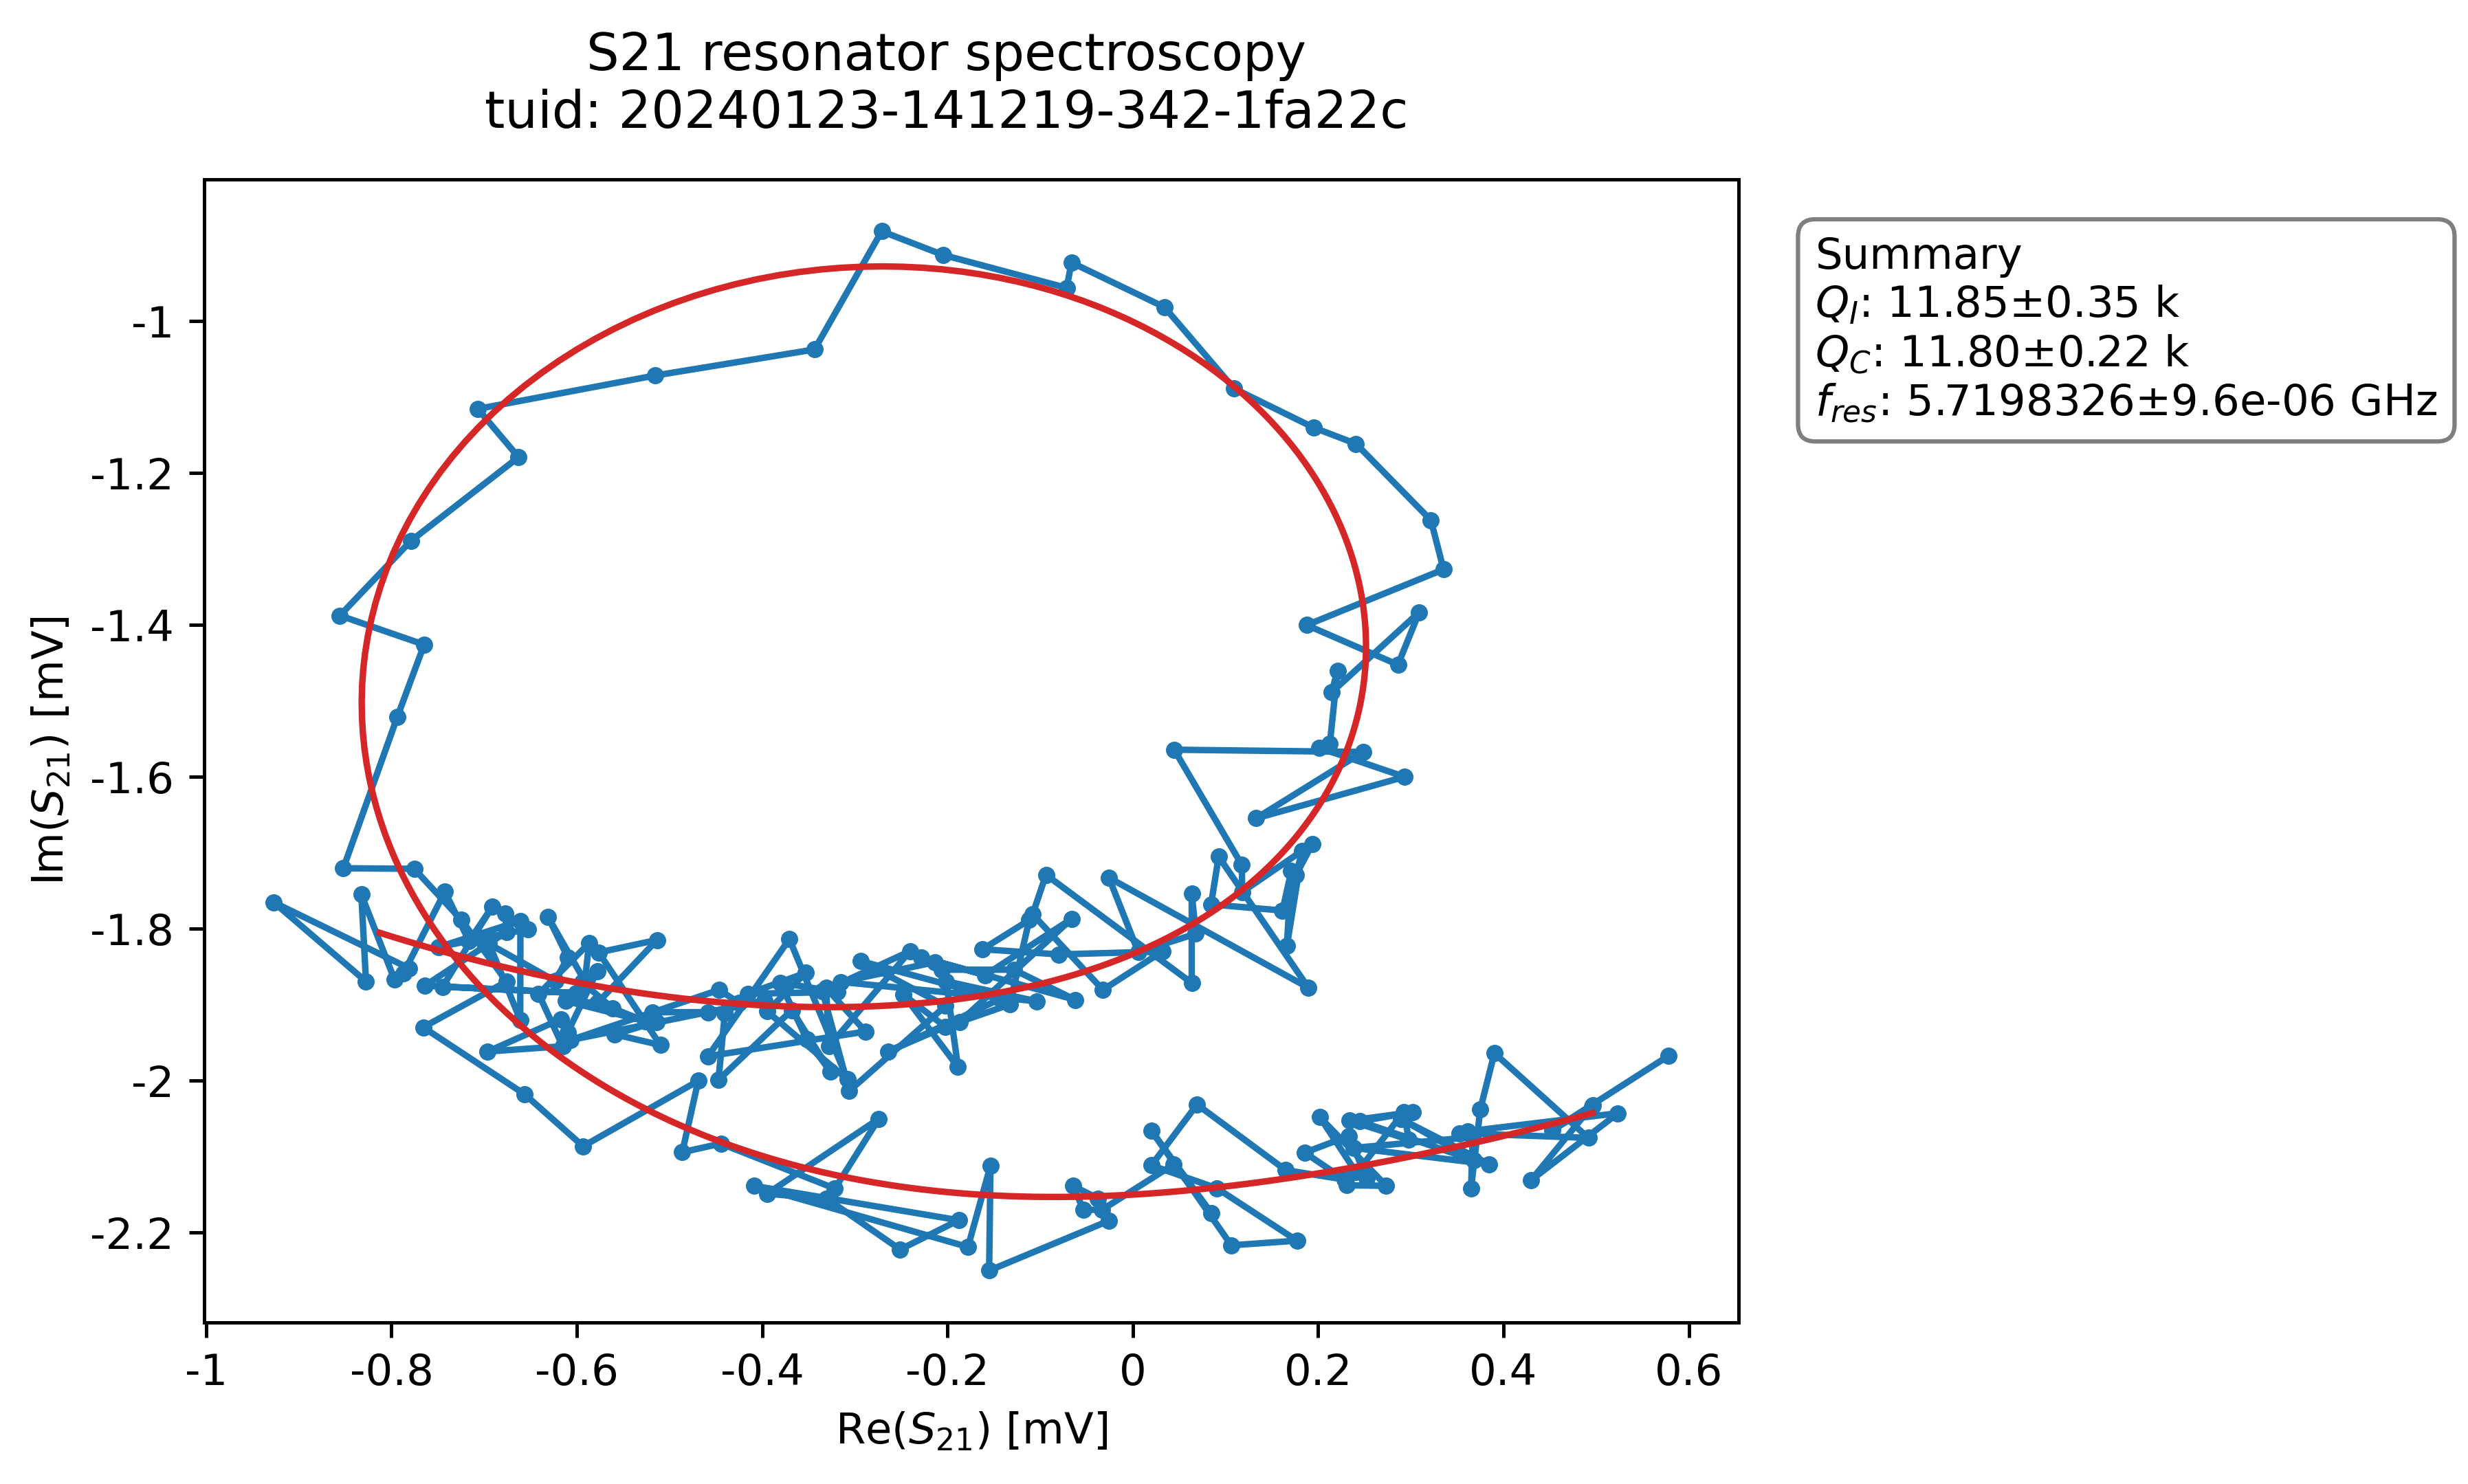 S21 resonator spectroscopy
tuid: 20240123-141219-342-1fa22c
Summary
Q_I: 11.85±0.35 k
Q_C: 11.80±0.22 k
f_res: 5.7198326±9.6e-06 GHz
Im(S_21) [mV]
-1
-1.2
-1.4
-1.6
-1.8
-2
-2.2
-1 -0.8 -0.6 -0.4 -0.2 0 0.2 0.4 0.6
Re(S_21) [mV]